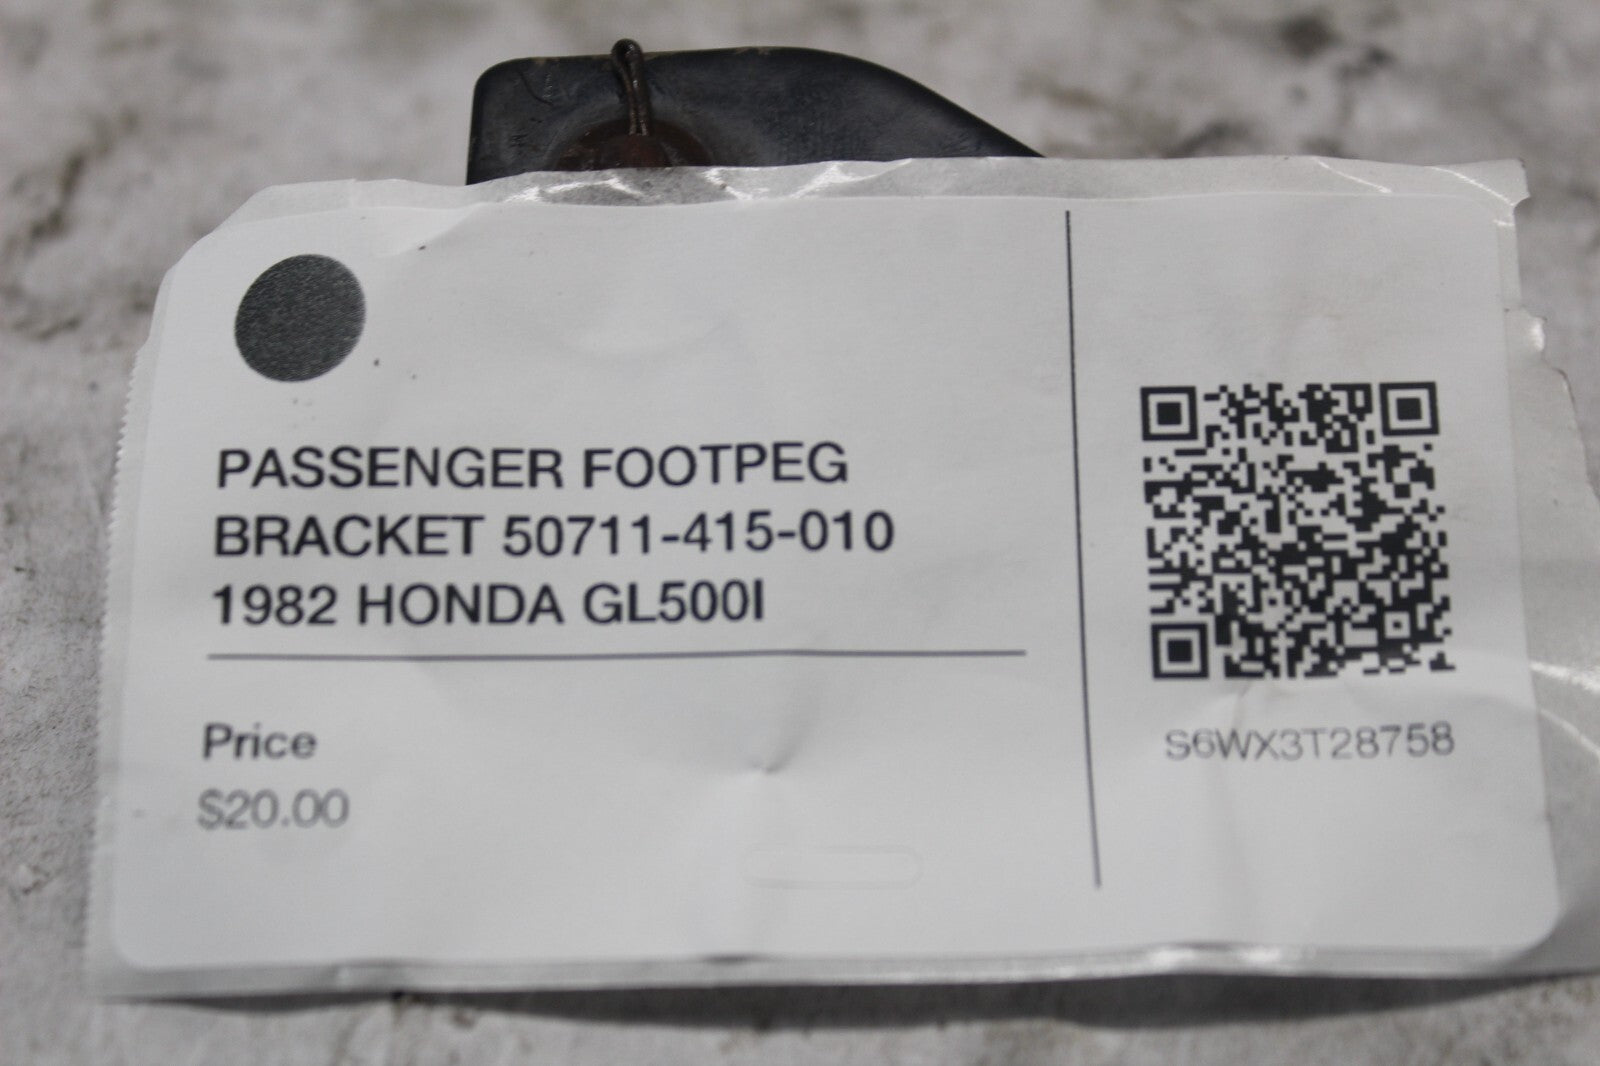 PASSENGER FOOTPEG
BRACKET 50711-415-010
1982 HONDA GL500I
Price
$20.00
S6WX3T28758